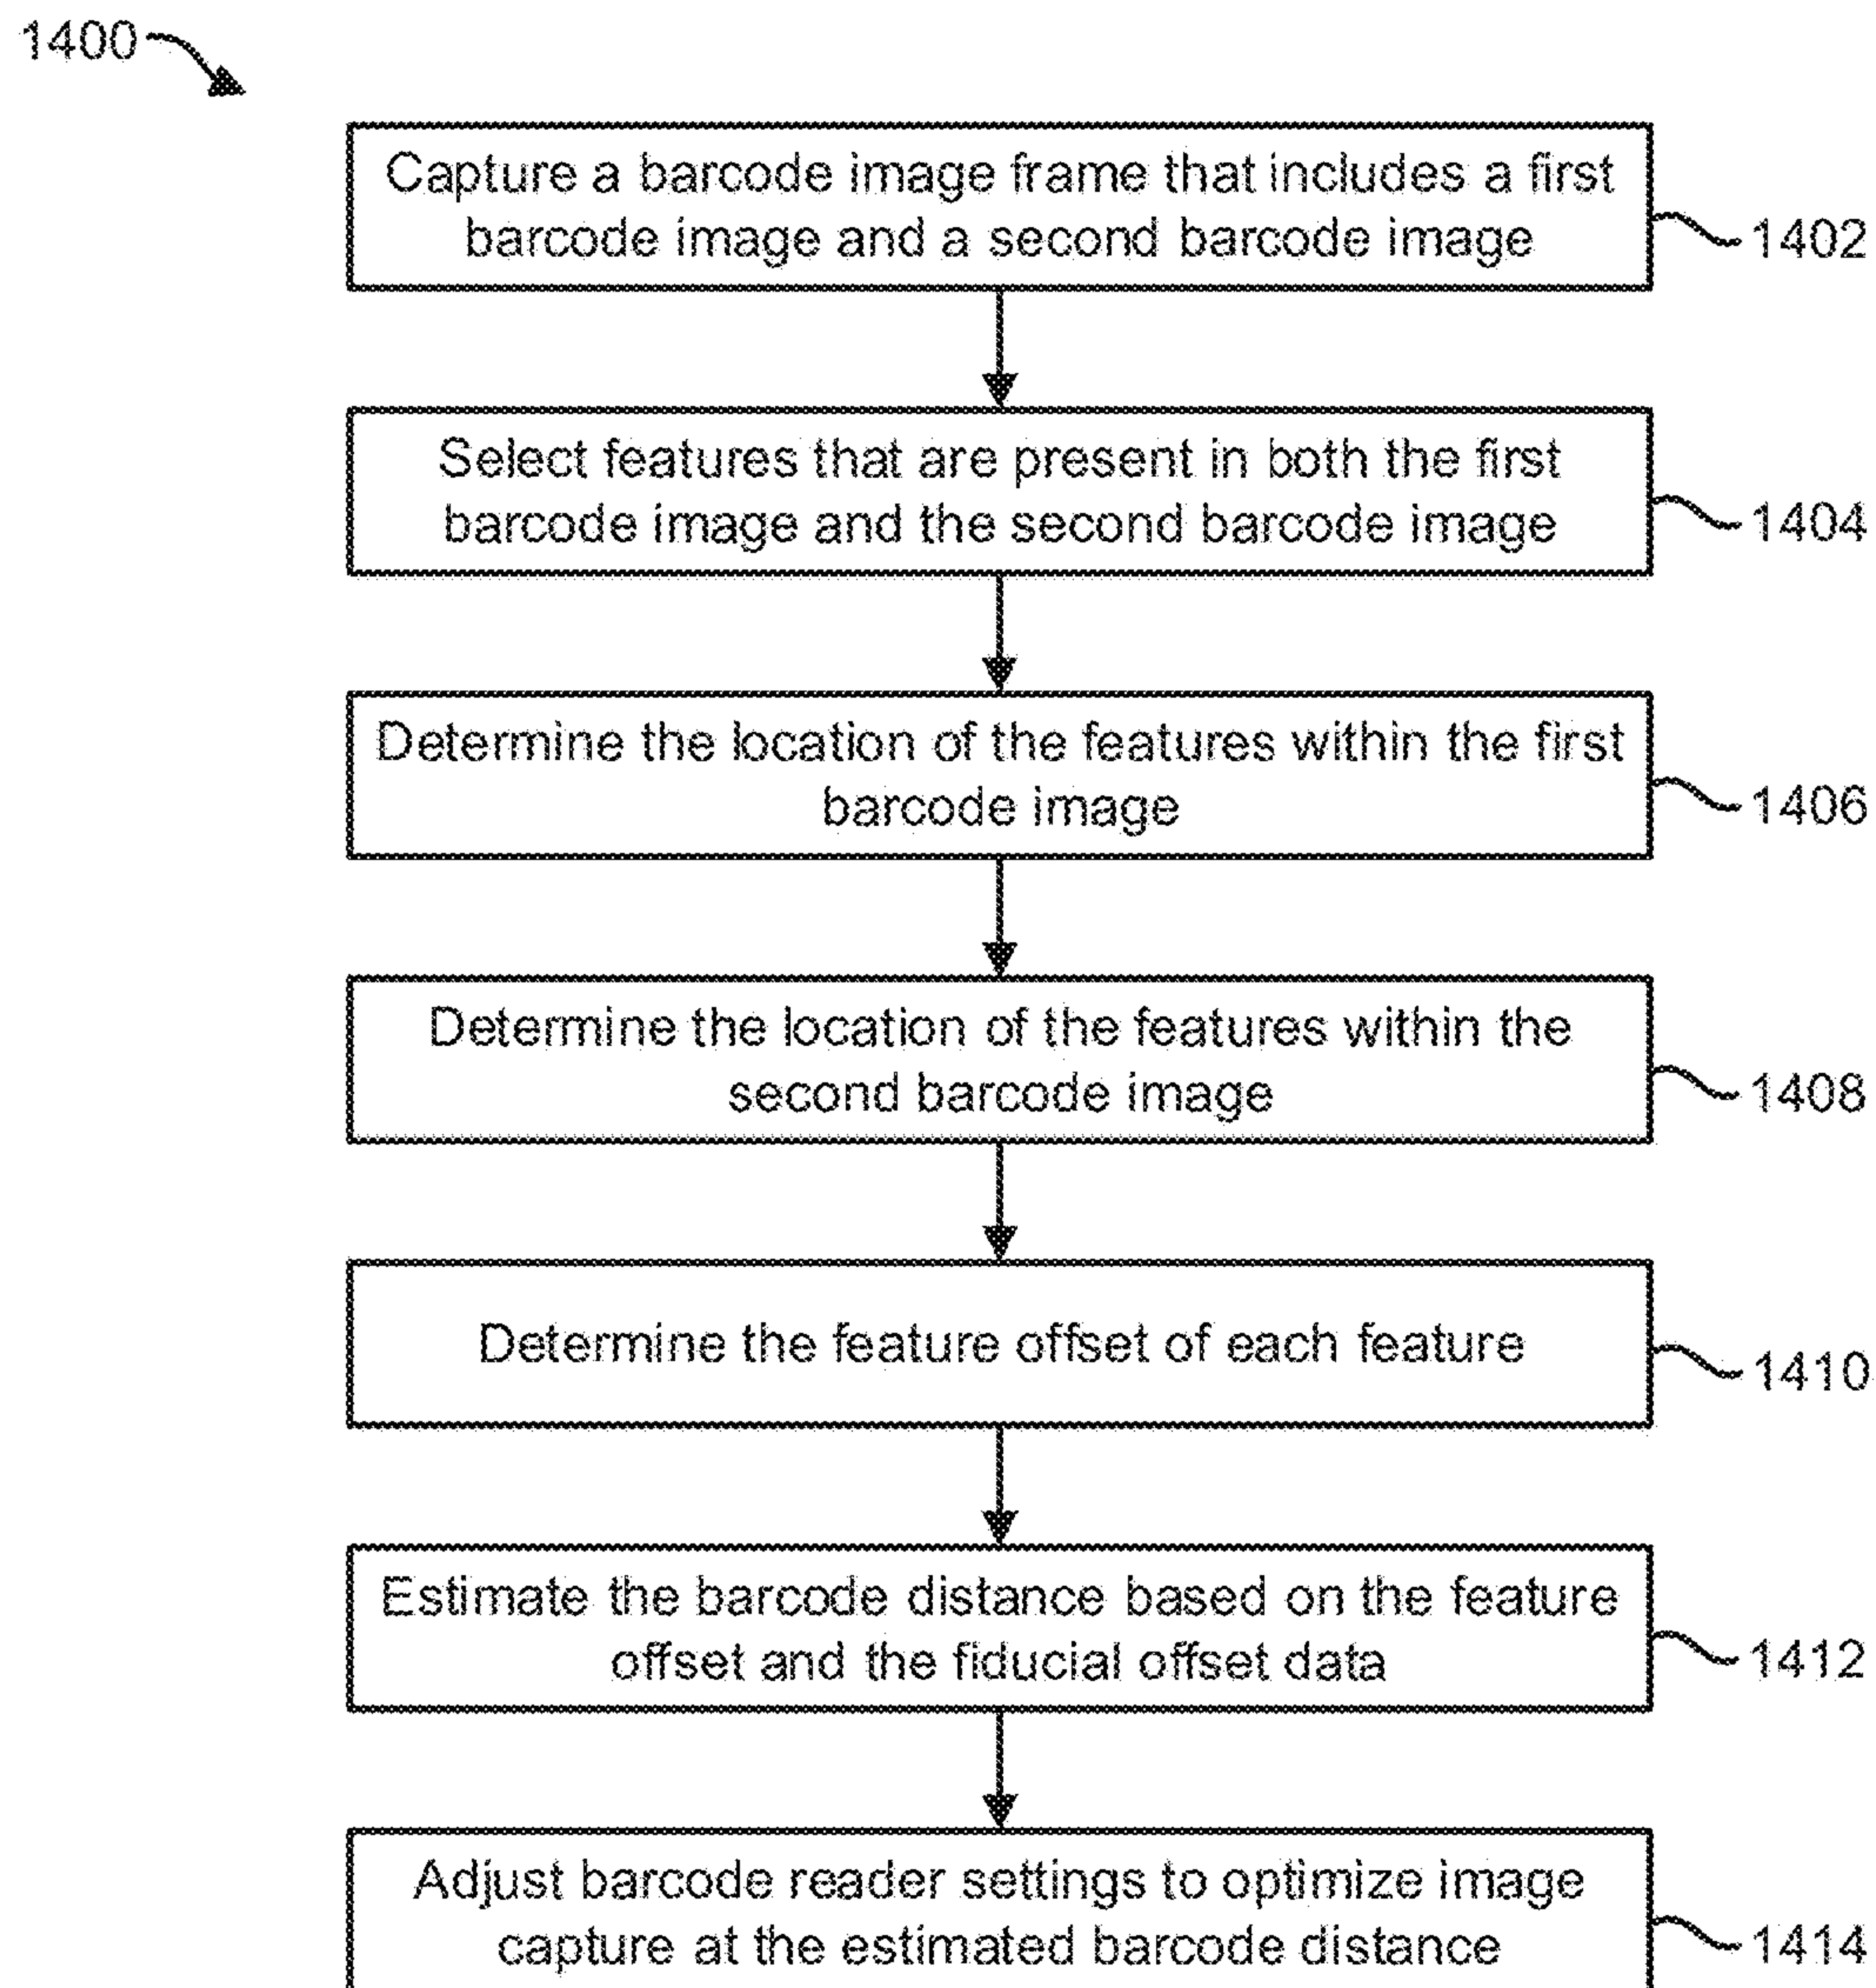 1400
Capture a barcode image frame that includes a first
barcode image and a second barcode image
1402
Select features that are present in both the first
barcode image and the second barcode image
1404
Determine the location of the features within the first
barcode image
1406
Determine the location of the features within the
second barcode image
1408
Determine the feature offset of each feature
1410
Estimate the barcode distance based on the feature
offset and the fiducial offset data
1412
Adjust barcode reader settings to optimize image
capture at the estimated barcode distance
1414